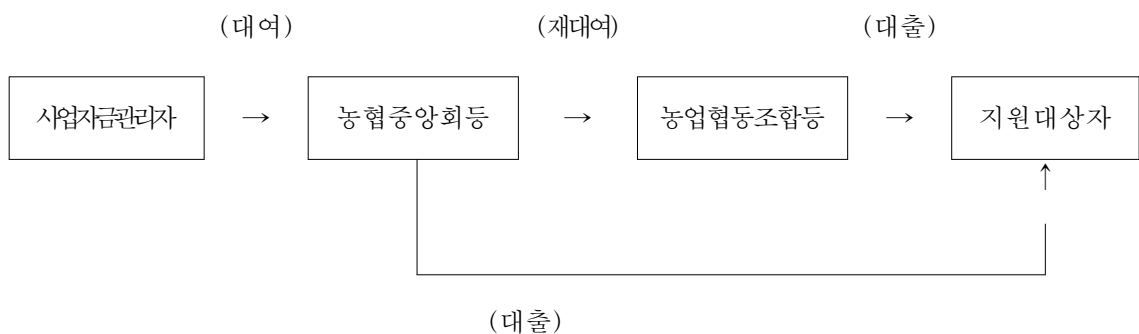 (대여) (재대여) (대출)
사업자금관리자 → 농협중앙회등 → 농업협동조합등 → 지원대상자
(대출)